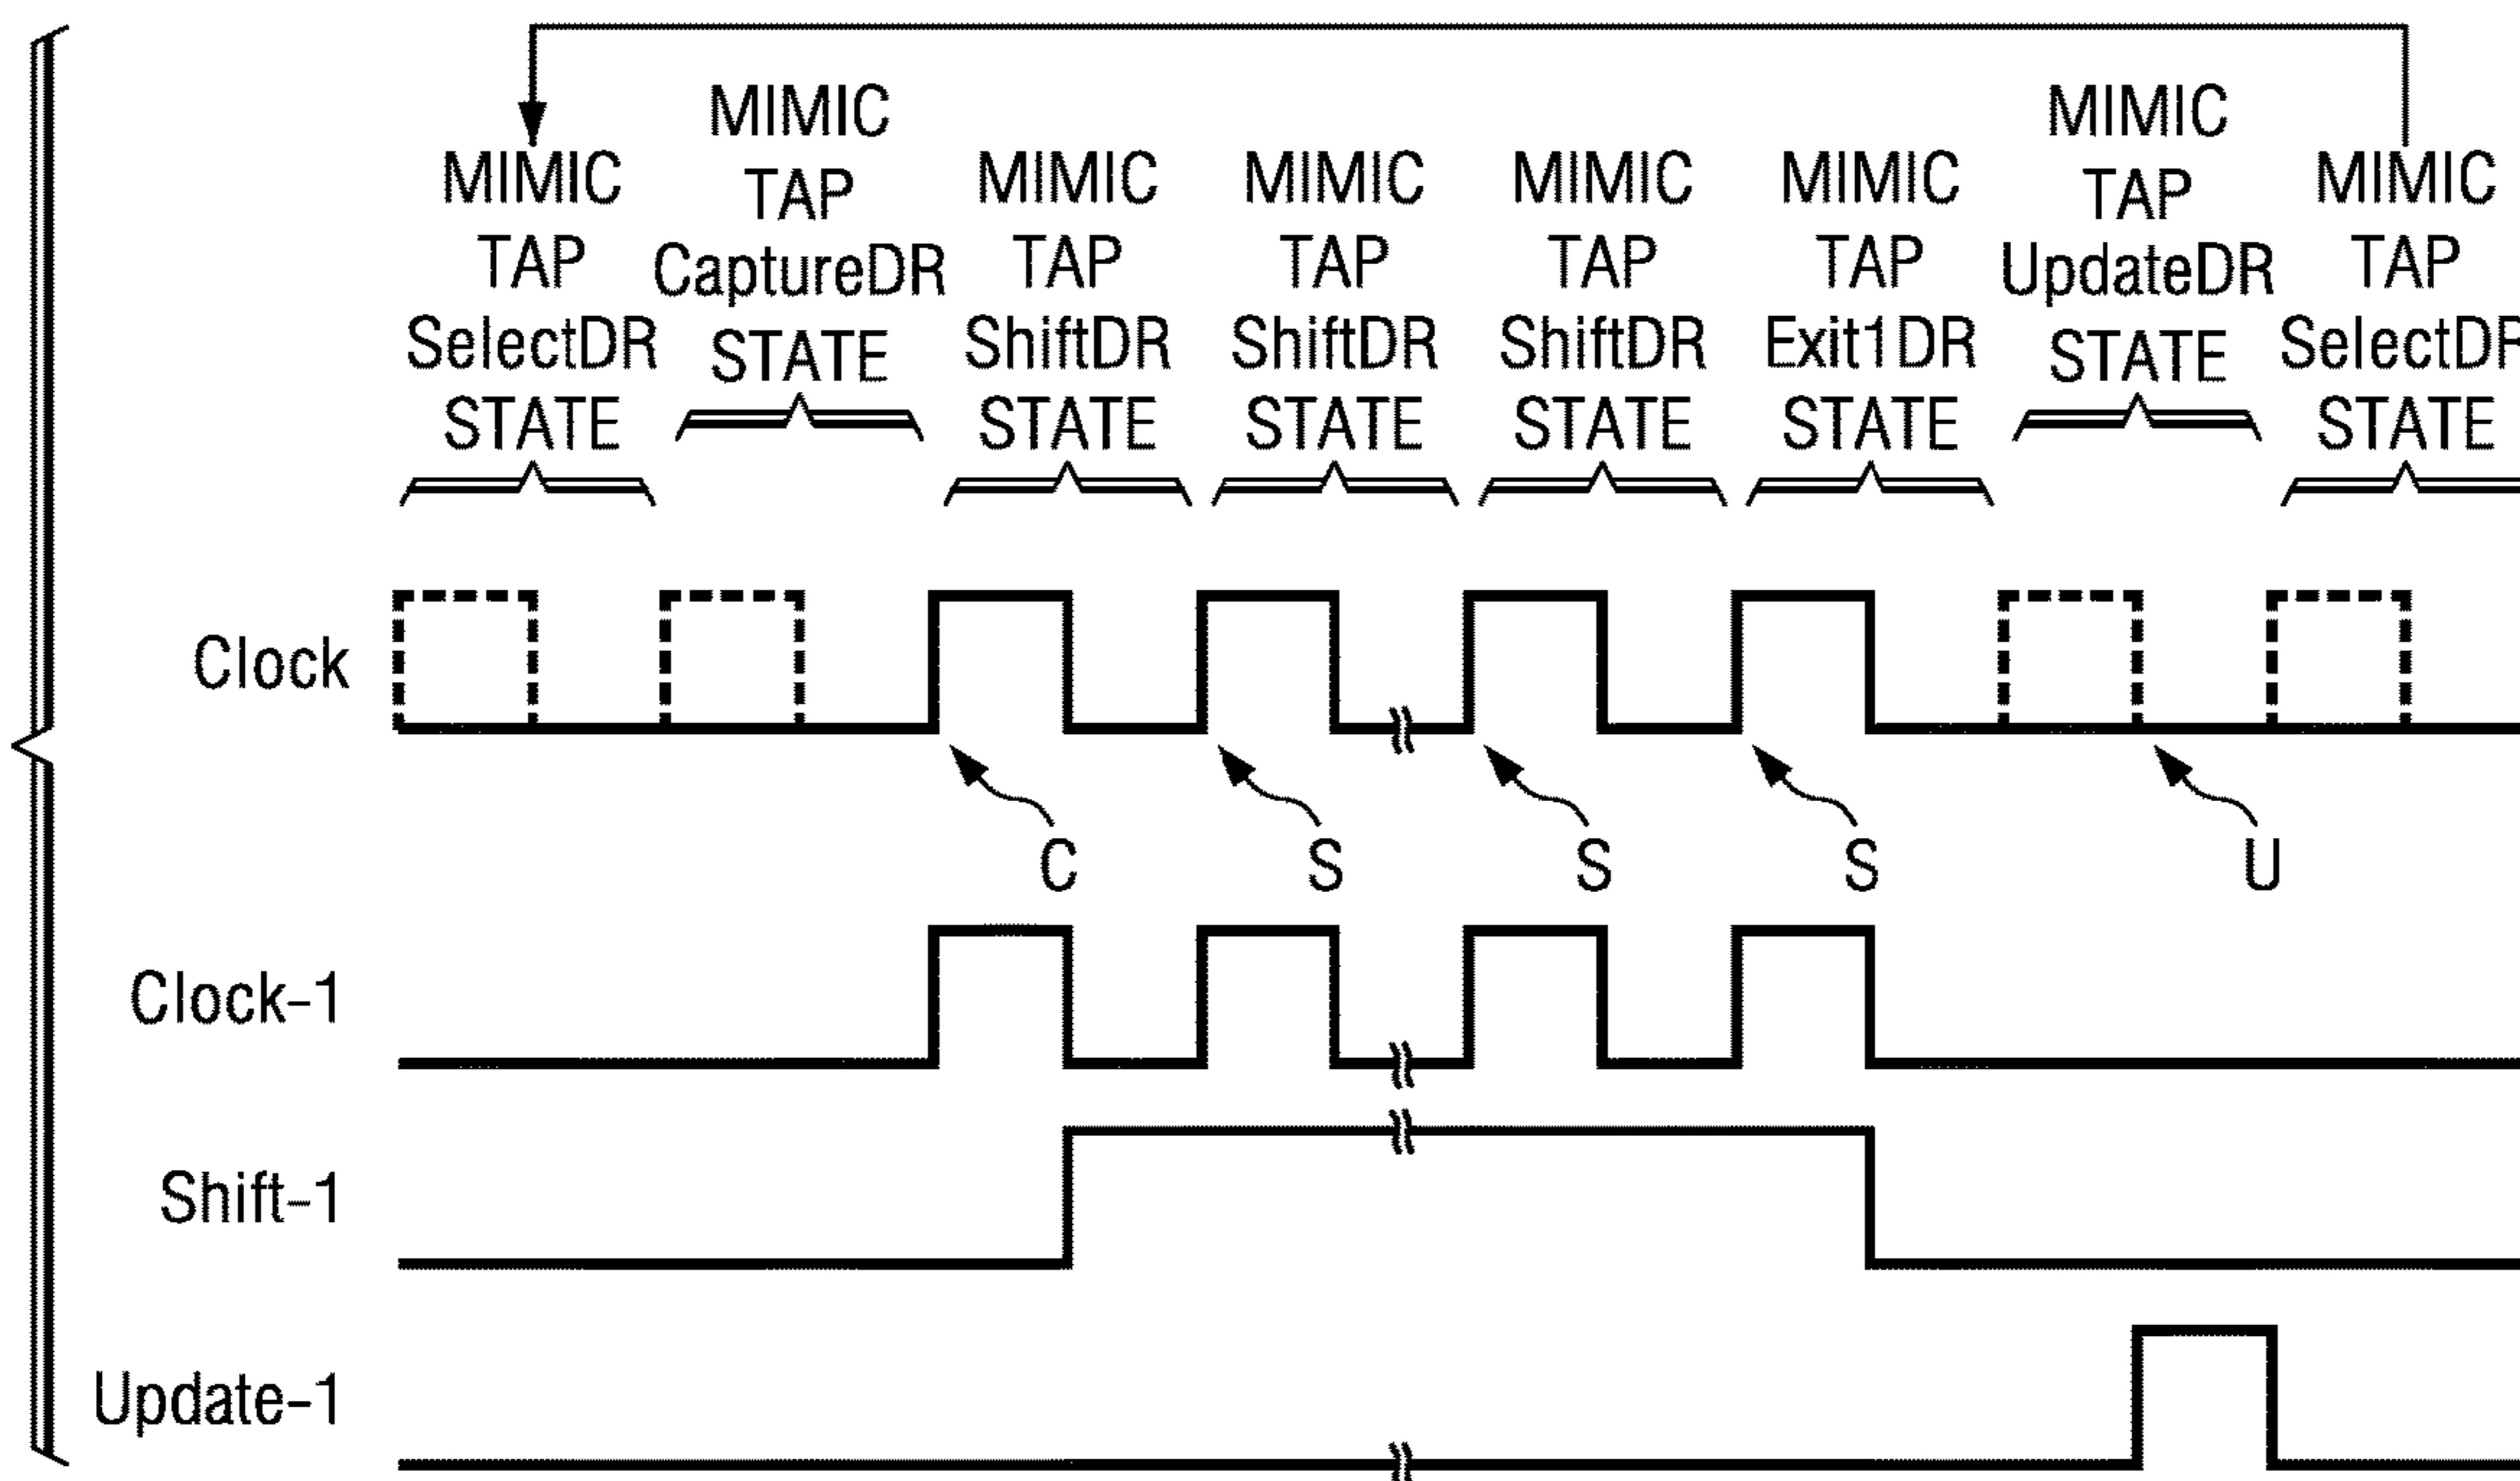 MIMIC
TAP
SelectDR
STATE
MIMIC
TAP
CaptureDR
STATE
MIMIC
TAP
ShiftDR
STATE
MIMIC
TAP
ShiftDR
STATE
MIMIC
TAP
ShiftDR
STATE
MIMIC
TAP
Exit1DR
STATE
MIMIC
TAP
UpdateDR
STATE
MIMIC
TAP
SelectDR
STATE
Clock
C
S
S
S
U
Clock-1
Shift-1
Update-1